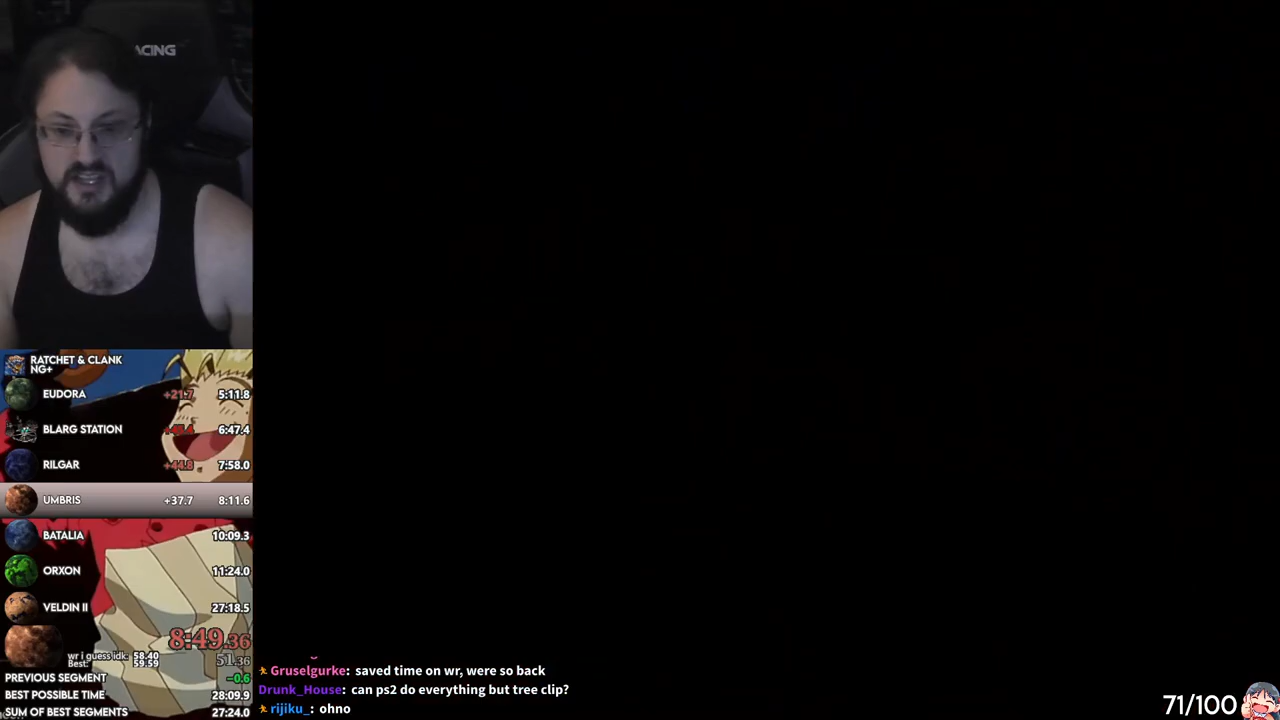 ACING
RATCHET & CLANK
NG+
EUDORA +21.7 5:11.8
BLARG STATION 6:47.4
RILGAR +44.8 7:58.0
UMBRIS +37.7 8:11.6
BATALIA 10:09.3
ORXON 11:24.0
VELDIN II 27:18.5
8:49.36
wr i guess idk: 58.40
51.36
Best: 59.59
PREVIOUS SEGMENT -0.6
BEST POSSIBLE TIME 28:09.9
SUM OF BEST SEGMENTS 27:24.0
Gruselgurke: saved time on wr, were so back
Drunk_House: can ps2 do everything but tree clip?
rijiku_: ohno
71/100